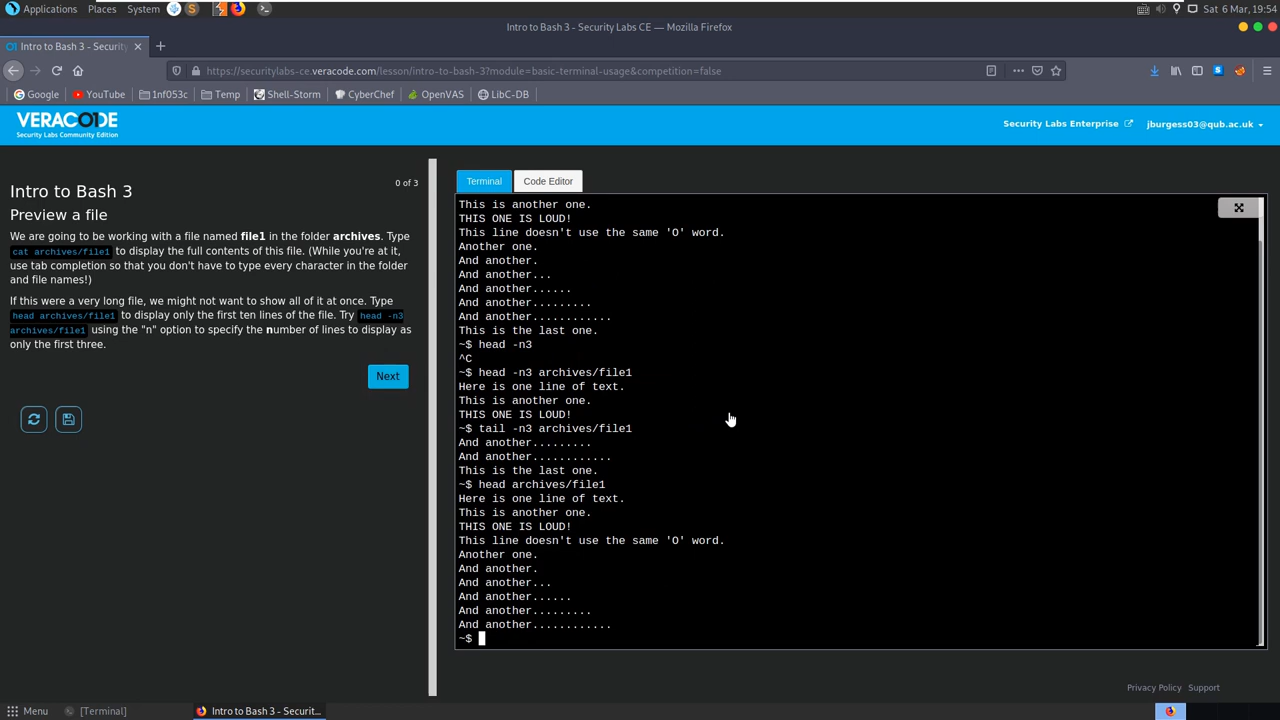 Applications Places System
Sat 6 Mar, 19:54
Intro to Bash 3 - Security Labs CE — Mozilla Firefox
Intro to Bash 3 - Security
https://securitylabs-ce.veracode.com/lesson/intro-to-bash-3?module=basic-terminal-usage&competition=false
Google YouTube 1nf053c Temp Shell-Storm CyberChef OpenVAS LibC-DB
VERACODE
Security Labs Community Edition
Security Labs Enterprise
jburgess03@qub.ac.uk
Intro to Bash 3
0 of 3
Preview a file
We are going to be working with a file named file1 in the folder archives. Type
cat archives/file1 to display the full contents of this file. (While you're at it,
use tab completion so that you don't have to type every character in the folder
and file names!)
If this were a very long file, we might not want to show all of it at once. Type
head archives/file1 to display only the first ten lines of the file. Try head -n3
archives/file1 using the "n" option to specify the number of lines to display as
only the first three.
Next
Terminal
Code Editor
This is another one.
THIS ONE IS LOUD!
This line doesn't use the same 'O' word.
Another one.
And another.
And another...
And another......
And another.........
And another............
This is the last one.
~$ head -n3
^C
~$ head -n3 archives/file1
Here is one line of text.
This is another one.
THIS ONE IS LOUD!
~$ tail -n3 archives/file1
And another.........
And another............
This is the last one.
~$ head archives/file1
Here is one line of text.
This is another one.
THIS ONE IS LOUD!
This line doesn't use the same 'O' word.
Another one.
And another.
And another...
And another......
And another.........
And another............
~$
Privacy Policy Support
Menu
[Terminal]
Intro to Bash 3 - Securit...